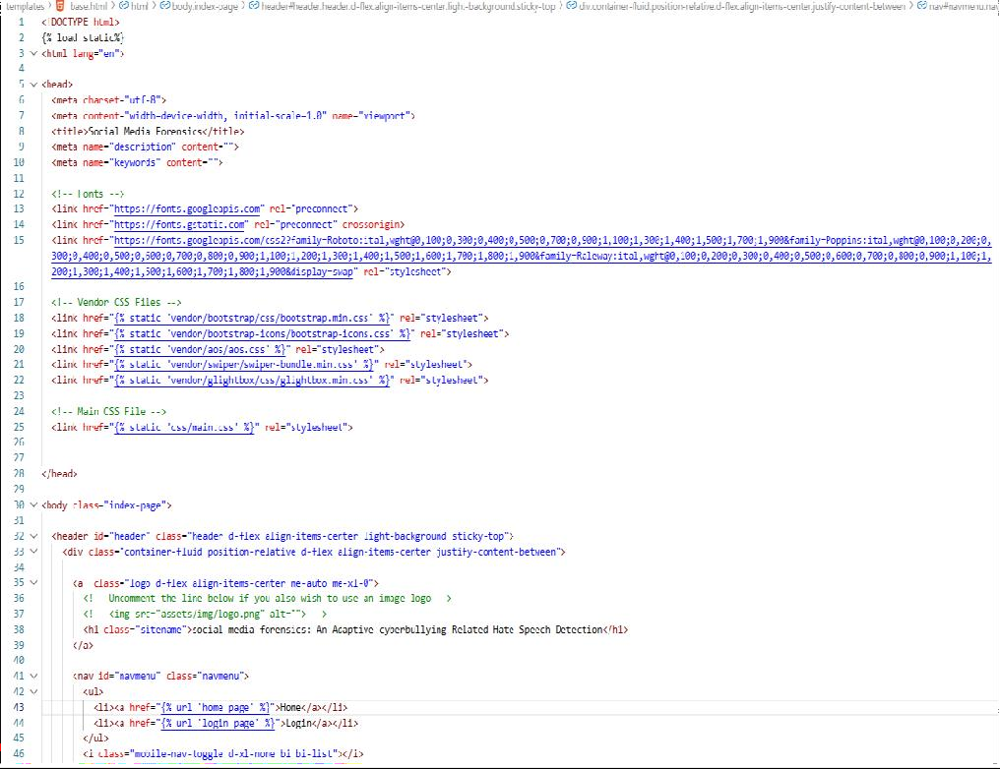 templates > base.html > html > body.index-page > header#header.header.d-flex.align-items-center.light-background.sticky-top > div.container-fluid.position-relative.d-flex.align-items-center.justify-content-between > nav#navmenu.nav
1 <!DOCTYPE html>
2 {% load static%}
3 <html lang="en">
4
5 <head>
6 <meta charset="utf-8">
7 <meta content="width=device-width, initial-scale=1.0" name="viewport">
8 <title>Social Media Forensics</title>
9 <meta name="description" content="">
10 <meta name="keywords" content="">
11
12 <!-- Fonts -->
13 <link href="https://fonts.googleapis.com" rel="preconnect">
14 <link href="https://fonts.gstatic.com" rel="preconnect" crossorigin>
15 <link href="https://fonts.googleapis.com/css2?family=Roboto:ital,wght@0,100;0,300;0,400;0,500;0,700;0,900;1,100;1,300;1,400;1,500;1,700;1,900&family=Poppins:ital,wght@0,100;0,200;0,
300;0,400;0,500;0,600;0,700;0,800;0,900;1,100;1,200;1,300;1,400;1,500;1,600;1,700;1,800;1,900&family=Raleway:ital,wght@0,100;0,200;0,300;0,400;0,500;0,600;0,700;0,800;0,900;1,100;1,
200;1,300;1,400;1,500;1,600;1,700;1,800;1,900&display=swap" rel="stylesheet">
16
17 <!-- Vendor CSS Files -->
18 <link href="{% static 'vendor/bootstrap/css/bootstrap.min.css' %}" rel="stylesheet">
19 <link href="{% static 'vendor/bootstrap-icons/bootstrap-icons.css' %}" rel="stylesheet">
20 <link href="{% static 'vendor/aos/aos.css' %}" rel="stylesheet">
21 <link href="{% static 'vendor/swiper/swiper-bundle.min.css' %}" rel="stylesheet">
22 <link href="{% static 'vendor/glightbox/css/glightbox.min.css' %}" rel="stylesheet">
23
24 <!-- Main CSS File -->
25 <link href="{% static 'css/main.css' %}" rel="stylesheet">
26
27
28 </head>
29
30 <body class="index-page">
31
32 <header id="header" class="header d-flex align-items-center light-background sticky-top">
33 <div class="container-fluid position-relative d-flex align-items-center justify-content-between">
34
35 <a class="logo d-flex align-items-center me-auto me-xl-0">
36 <!-- Uncomment the line below if you also wish to use an image logo -->
37 <!-- <img src="assets/img/logo.png" alt=""> -->
38 <h1 class="sitename">social media forensics: An Adaptive cyberbullying Related Hate Speech Detection</h1>
39 </a>
40
41 <nav id="navmenu" class="navmenu">
42 <ul>
43 <li><a href="{% url 'home_page' %}">Home</a></li>
44 <li><a href="{% url 'login_page' %}">Login</a></li>
45 </ul>
46 <i class="mobile-nav-toggle d-xl-none bi bi-list"></i>